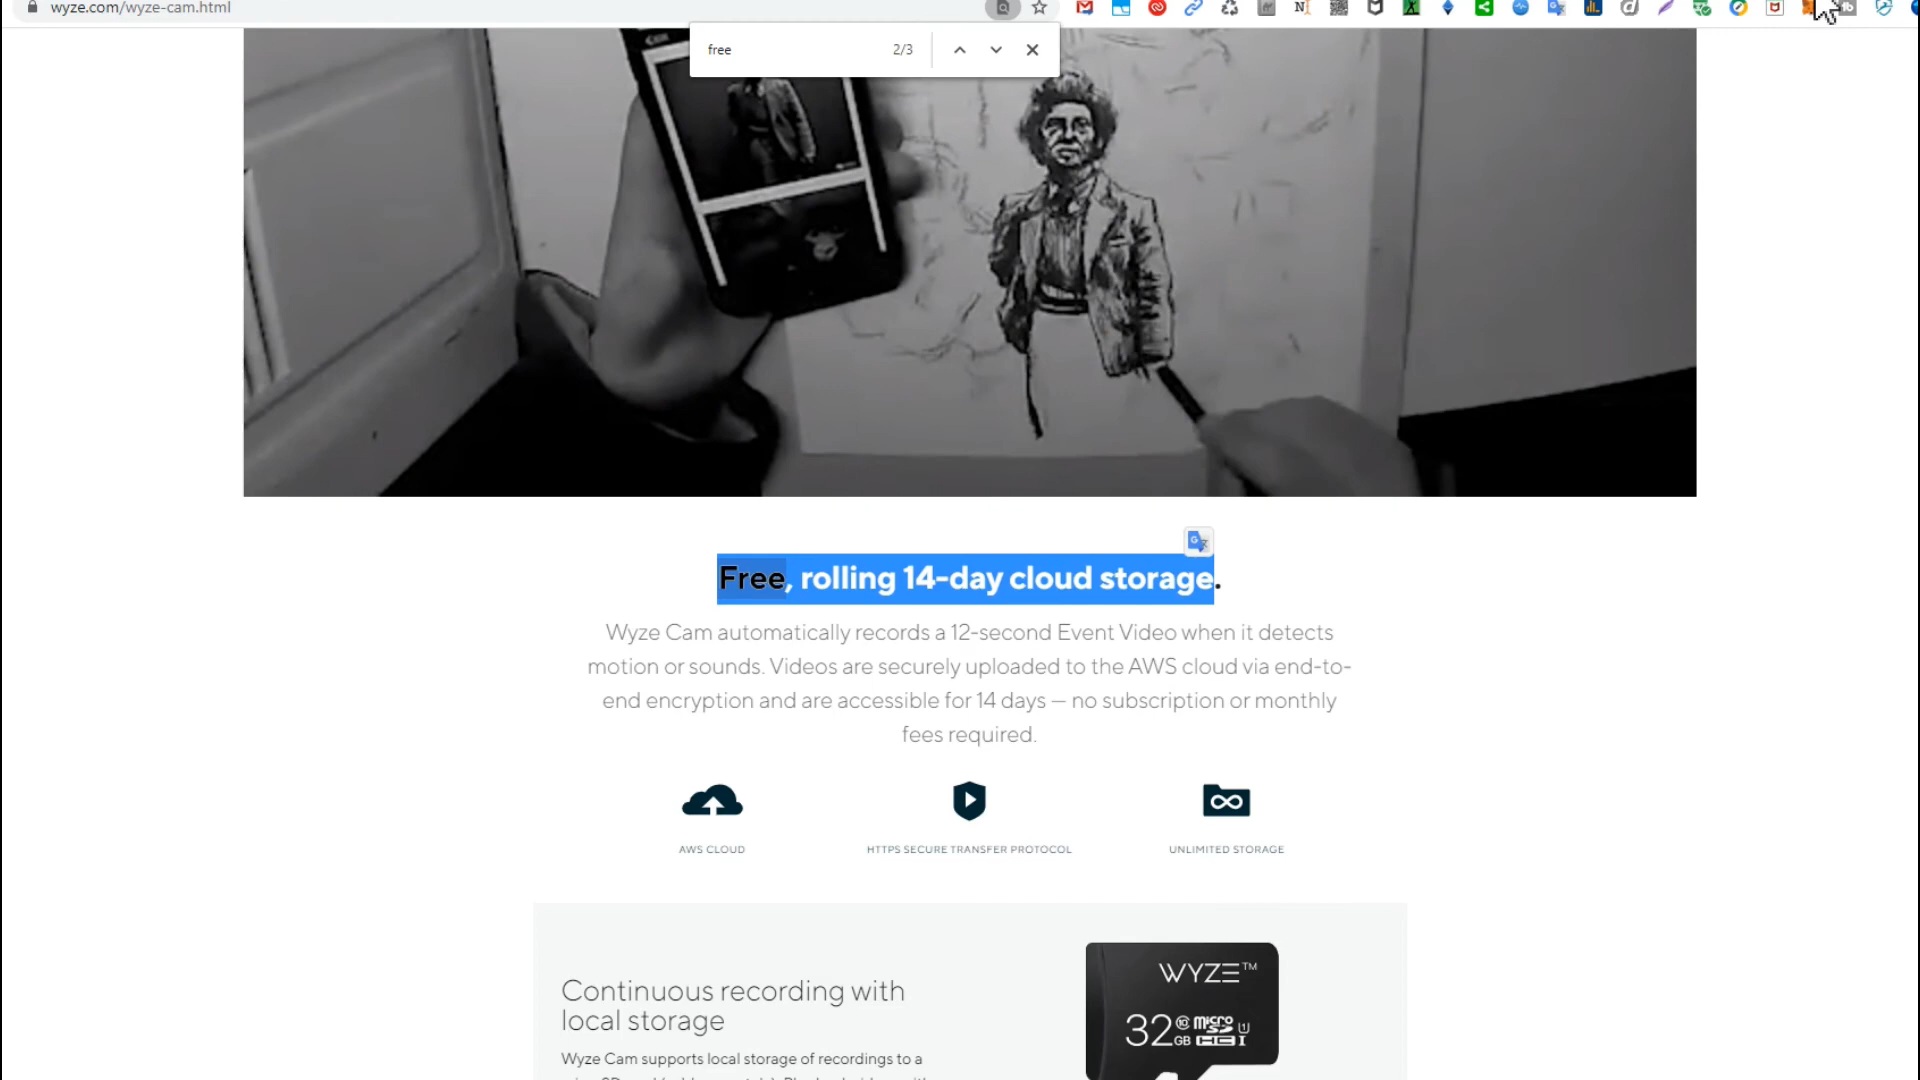 wyze.com/wyze-cam.html
free 2/3
Free, rolling 14-day cloud storage.
Wyze Cam automatically records a 12-second Event Video when it detects
motion or sounds. Videos are securely uploaded to the AWS cloud via end-to-
end encryption and are accessible for 14 days — no subscription or monthly
fees required.
AWS CLOUD
HTTPS SECURE TRANSFER PROTOCOL
UNLIMITED STORAGE
Continuous recording with
local storage
Wyze Cam supports local storage of recordings to a
WYZE™
32GB microSD HC I